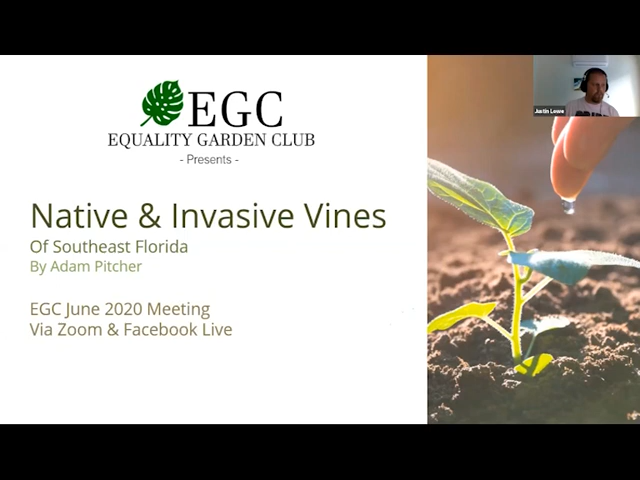 EGC
EQUALITY GARDEN CLUB
- Presents -
Native & Invasive Vines
Of Southeast Florida
By Adam Pitcher
EGC June 2020 Meeting
Via Zoom & Facebook Live
Justin Lowe